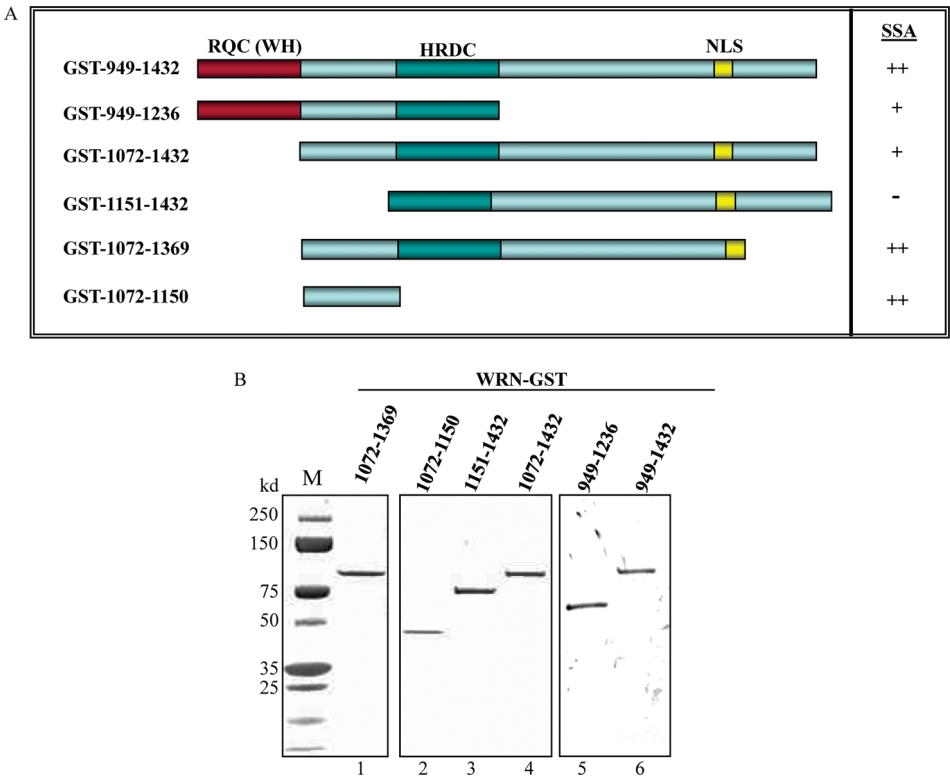 A
SSA
RQC (WH) HRDC NLS
GST-949-1432 ++
GST-949-1236 +
GST-1072-1432 +
GST-1151-1432 -
GST-1072-1369 ++
GST-1072-1150 ++
B
WRN-GST
1072-1369 1072-1150 1151-1432 1072-1432 949-1236 949-1432
kd M
250
150
75
50
35
25
1 2 3 4 5 6